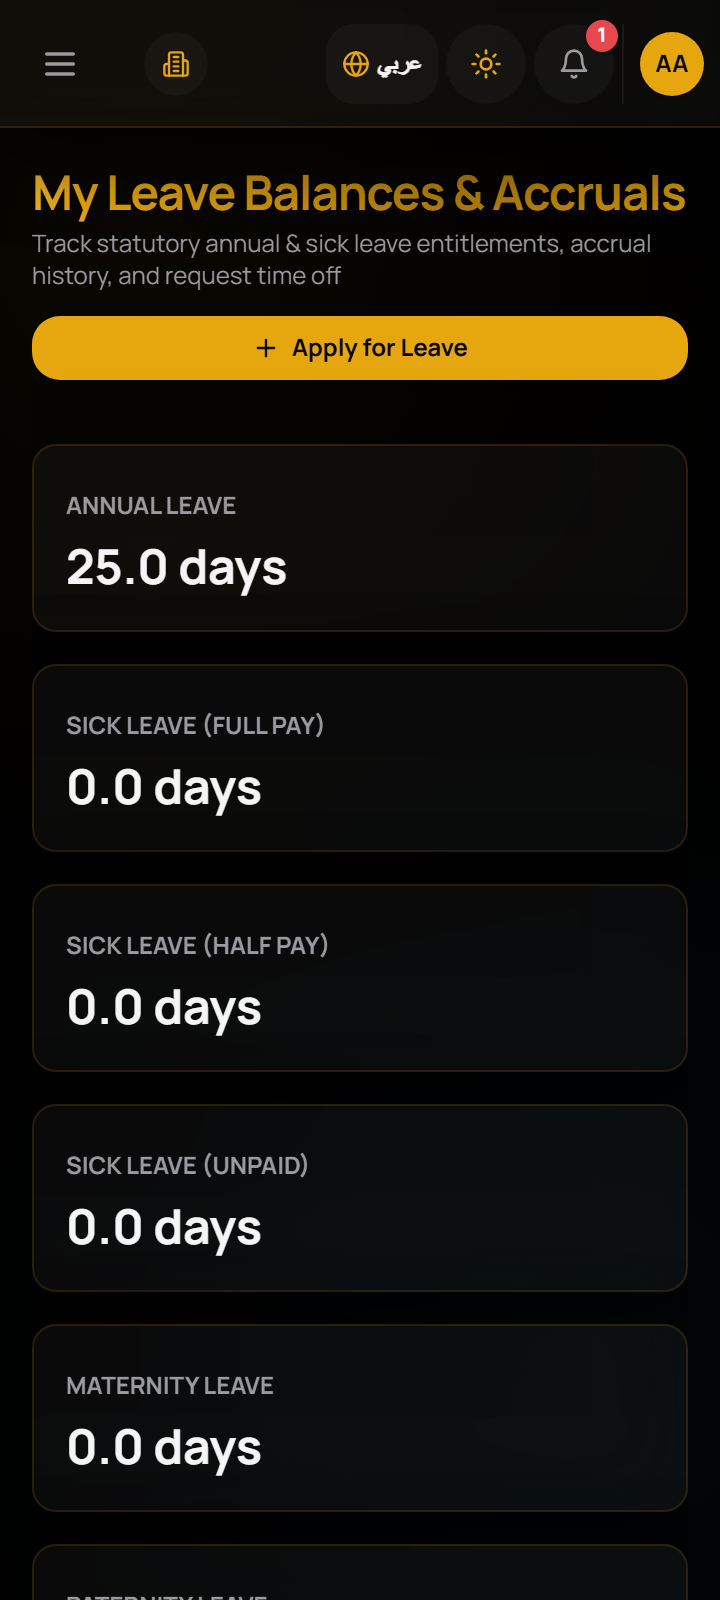 عربي
1
AA
My Leave Balances & Accruals
Track statutory annual & sick leave entitlements, accrual
history, and request time off
Apply for Leave
ANNUAL LEAVE
25.0 days
SICK LEAVE (FULL PAY)
0.0 days
SICK LEAVE (HALF PAY)
0.0 days
SICK LEAVE (UNPAID)
0.0 days
MATERNITY LEAVE
0.0 days
PATERNITY LEAVE